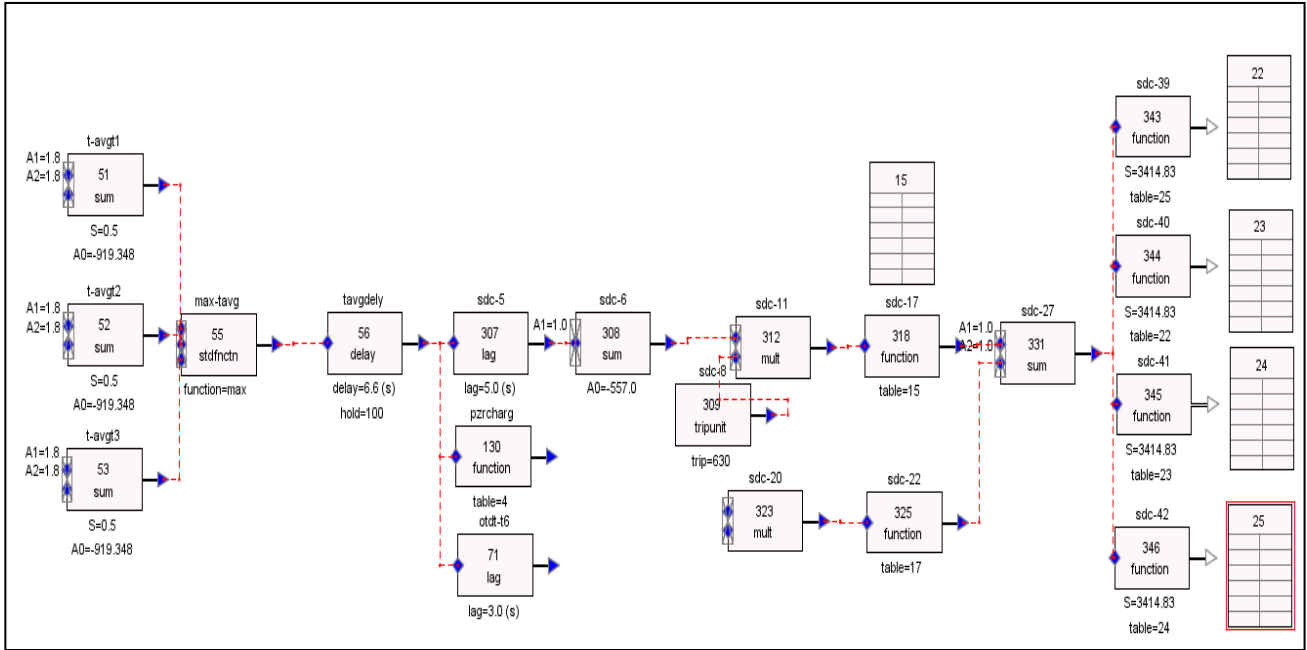 t-avgt1
A1=1.8
A2=1.8
51
sum
S=0.5
A0=-919.348
t-avgt2
A1=1.8
A2=1.8
52
sum
S=0.5
A0=-919.348
t-avgt3
A1=1.8
A2=1.8
53
sum
S=0.5
A0=-919.348
max-tavg
55
stdfnctn
function=max
tavgdely
56
delay
delay=6.6 (s)
hold=100
sdc-5
307
lag
lag=5.0 (s)
pzrcharg
130
function
table=4
otdt-t6
71
lag
lag=3.0 (s)
sdc-6
A1=1.0
308
sum
A0=-557.0
sdc-11
312
mult
sdc-8
309
tripunit
trip=630
sdc-20
323
mult
15
sdc-17
318
function
table=15
sdc-22
325
function
table=17
sdc-27
A1=1.0
A2=1.0
331
sum
sdc-39
343
function
S=3414.83
table=25
sdc-40
344
function
S=3414.83
table=22
sdc-41
345
function
S=3414.83
table=23
sdc-42
346
function
S=3414.83
table=24
22
23
24
25